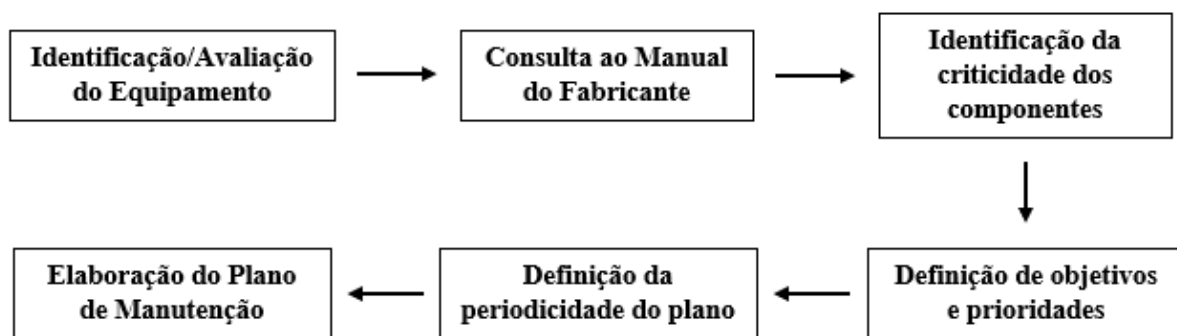 Identificação/Avaliação
do Equipamento
Consulta ao Manual
do Fabricante
Identificação da
criticidade dos
componentes
Definição de objetivos
e prioridades
Definição da
periodicidade do plano
Elaboração do Plano
de Manutenção